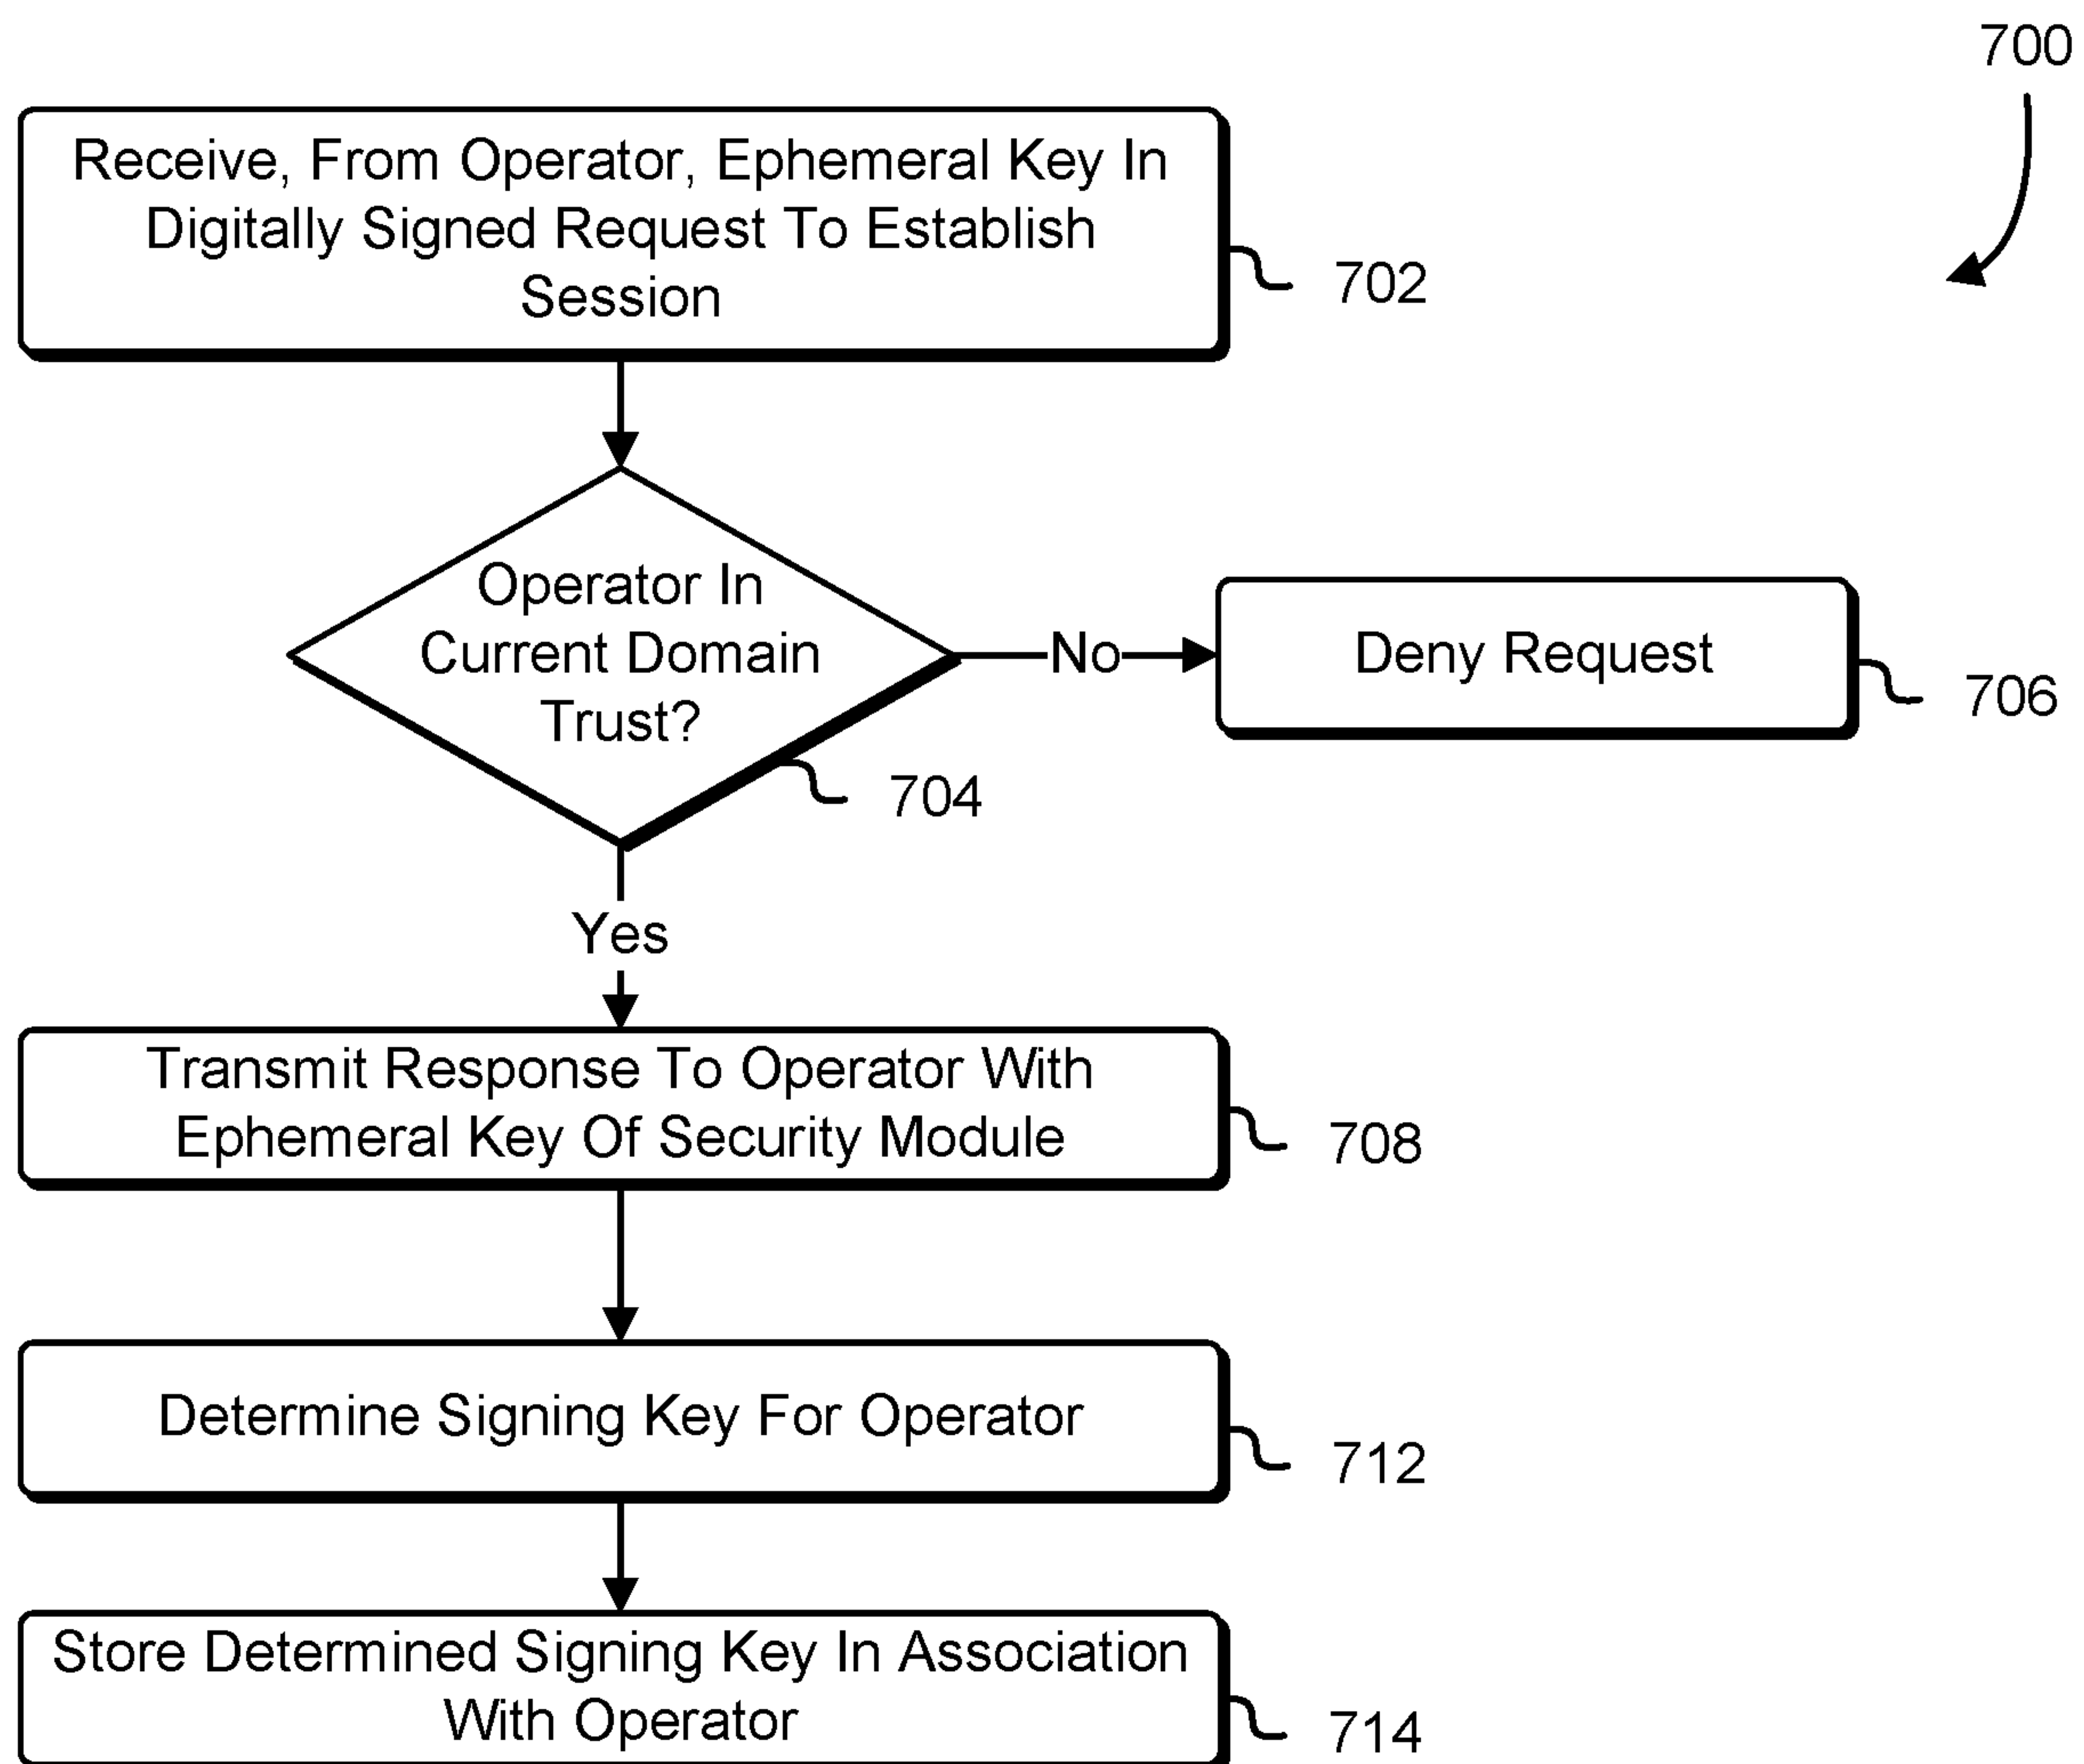 700
Receive, From Operator, Ephemeral Key In
Digitally Signed Request To Establish
Session
702
Operator In
Current Domain
Trust?
704
No
Deny Request
706
Yes
Transmit Response To Operator With
Ephemeral Key Of Security Module
708
Determine Signing Key For Operator
712
Store Determined Signing Key In Association
With Operator
714